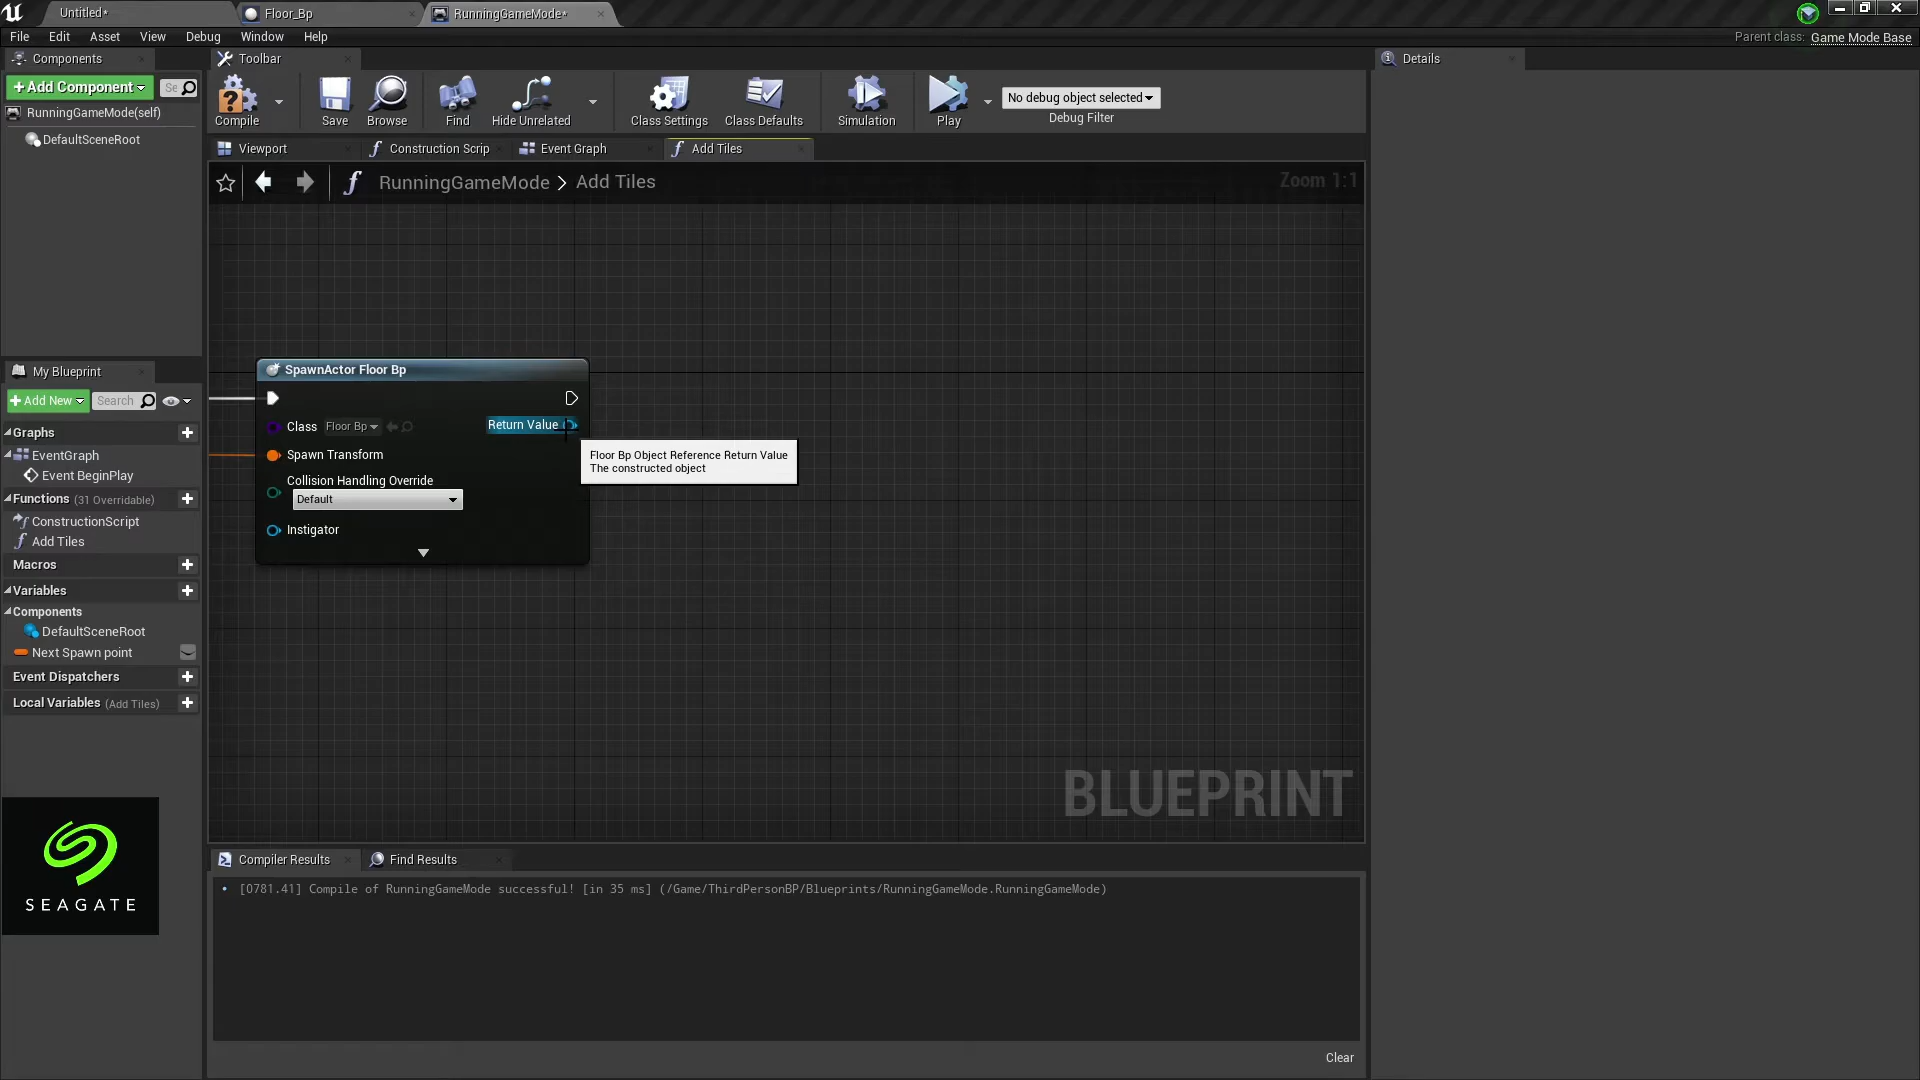 Untitled*
Floor_Bp
RunningGameMode*
File Edit Asset View Debug Window Help
Parent class: Game Mode Base
Components
Toolbar
Details
+Add Component
Se
RunningGameMode(self)
DefaultSceneRoot
Compile
Save
Browse
Find
Hide Unrelated
Class Settings
Class Defaults
Simulation
Play
No debug object selected
Debug Filter
Viewport
Construction Scrip
Event Graph
Add Tiles
RunningGameMode > Add Tiles
Zoom 1:1
My Blueprint
+Add New
Search
Graphs
EventGraph
Event BeginPlay
Functions (31 Overridable)
ConstructionScript
Add Tiles
Macros
Variables
Components
DefaultSceneRoot
Next Spawn point
Event Dispatchers
Local Variables (Add Tiles)
SpawnActor Floor Bp
Class Floor Bp
Return Value
Spawn Transform
Collision Handling Override
Default
Instigator
Floor Bp Object Reference Return Value
The constructed object
BLUEPRINT
SEAGATE
Compiler Results
Find Results
[0781.41] Compile of RunningGameMode successful! [in 35 ms] (/Game/ThirdPersonBP/Blueprints/RunningGameMode.RunningGameMode)
Clear